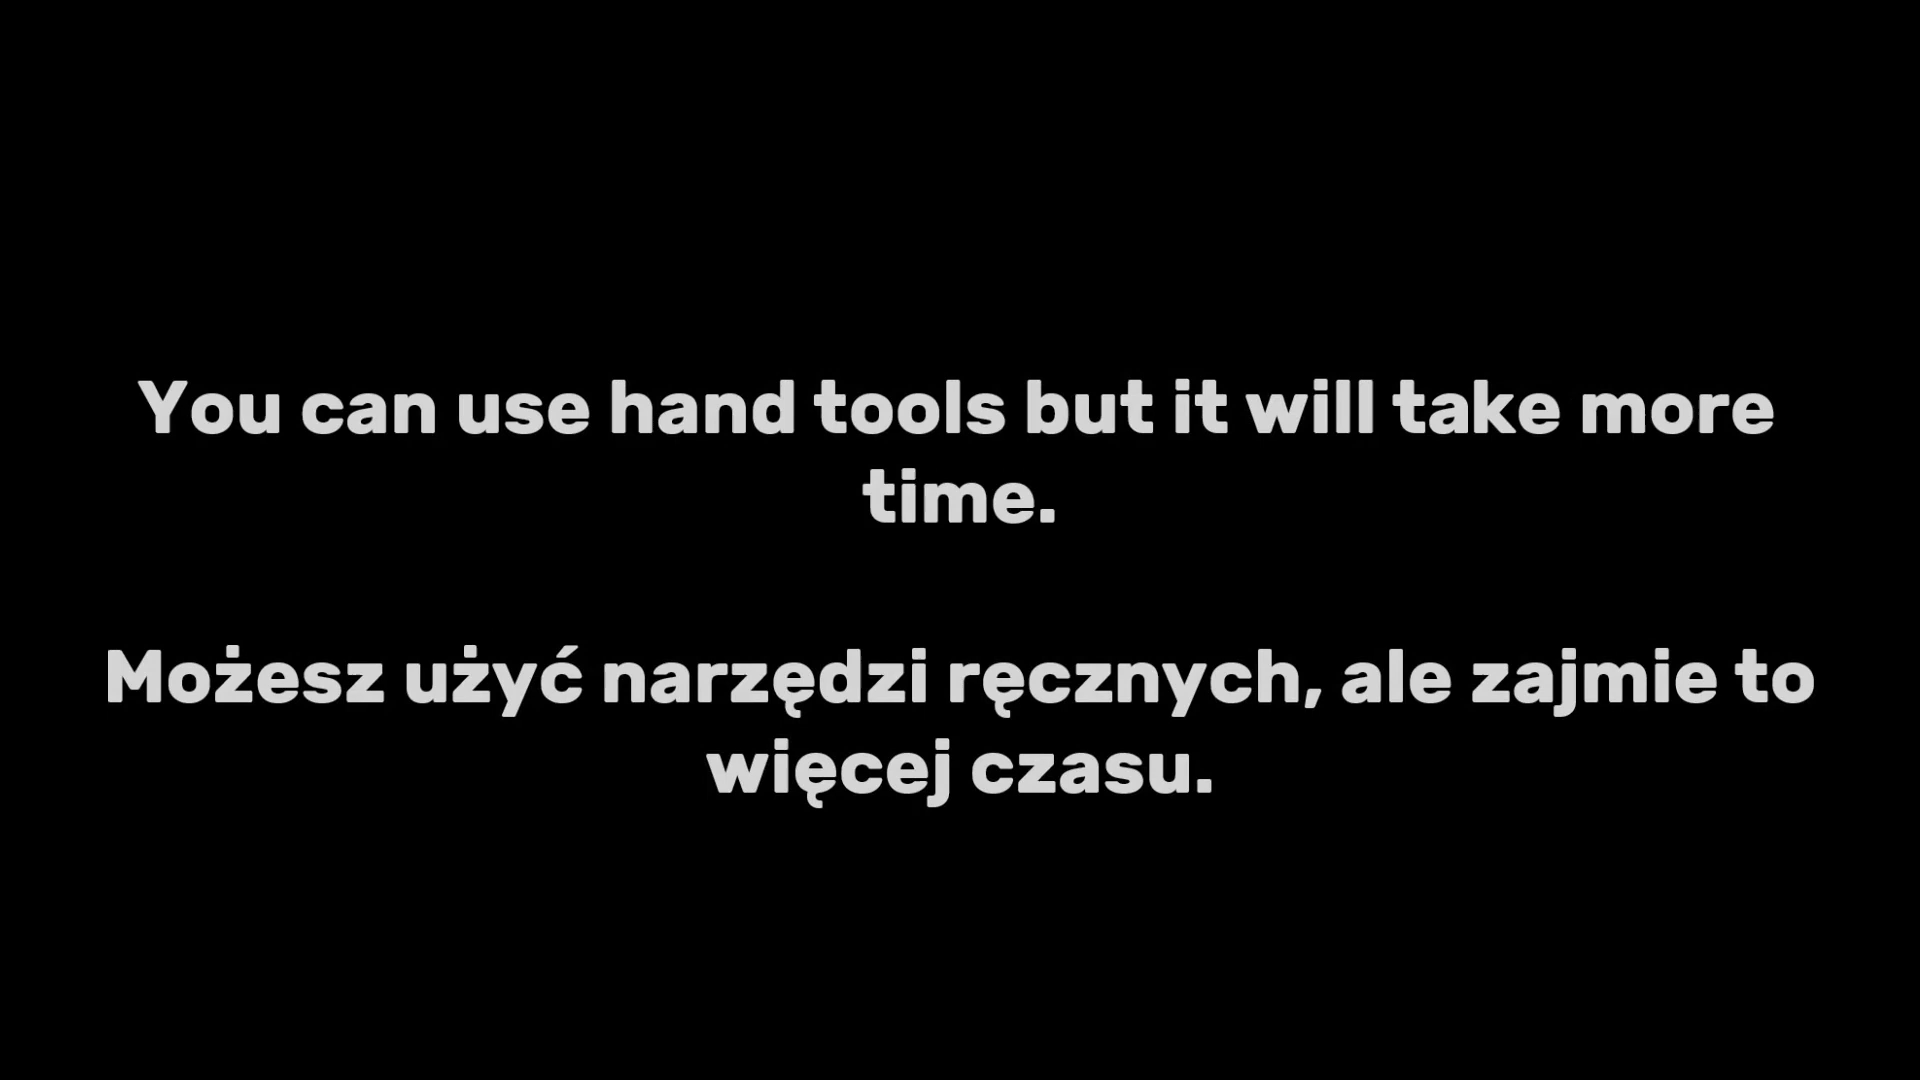 You can use hand tools but it will take more
time.
Możesz użyć narzędzi ręcznych, ale zajmie to
więcej czasu.